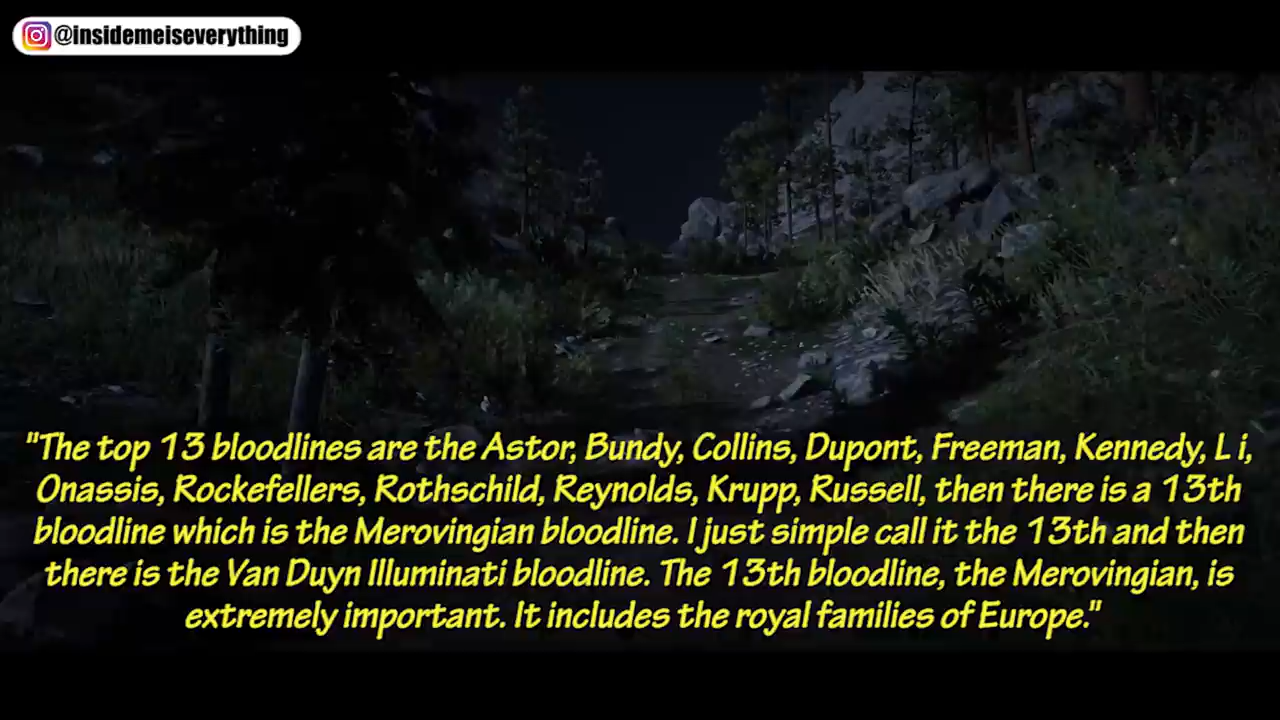 @insidemeiseverything
"The top 13 bloodlines are the Astor, Bundy, Collins, Dupont, Freeman, Kennedy, L i,
Onassis, Rockefellers, Rothschild, Reynolds, Krupp, Russell, then there is a 13th
bloodline which is the Merovingian bloodline. I just simple call it the 13th and then
there is the Van Duyn Illuminati bloodline. The 13th bloodline, the Merovingian, is
extremely important. It includes the royal families of Europe."